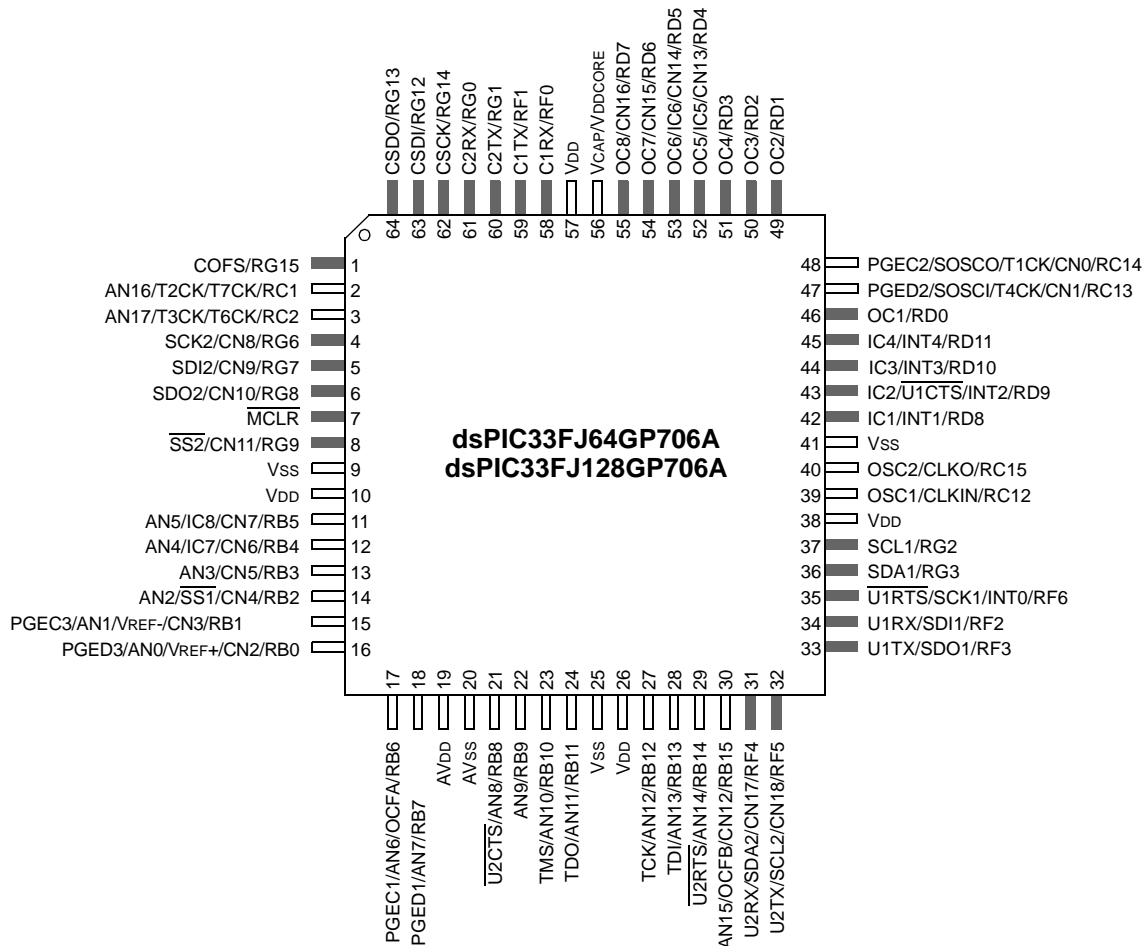 CSDO/RG13
CSDI/RG12
CSCK/RG14
C2RX/RG0
C2TX/RG1
C1TX/RF1
C1RX/RF0
VDD
VCAP/VDDCORE
OC8/CN16/RD7
OC7/CN15/RD6
OC6/IC6/CN14/RD5
OC5/IC5/CN13/RD4
OC4/RD3
OC3/RD2
OC2/RD1
64 63 62 61 60 59 58 57 56 55 54 53 52 51 50 49
COFS/RG15 1
AN16/T2CK/T7CK/RC1 2
AN17/T3CK/T6CK/RC2 3
SCK2/CN8/RG6 4
SDI2/CN9/RG7 5
SDO2/CN10/RG8 6
MCLR 7
SS2/CN11/RG9 8
VSS 9
VDD 10
AN5/IC8/CN7/RB5 11
AN4/IC7/CN6/RB4 12
AN3/CN5/RB3 13
AN2/SS1/CN4/RB2 14
PGEC3/AN1/VREF-/CN3/RB1 15
PGED3/AN0/VREF+/CN2/RB0 16
dsPIC33FJ64GP706A
dsPIC33FJ128GP706A
48 PGEC2/SOSCO/T1CK/CN0/RC14
47 PGED2/SOSCI/T4CK/CN1/RC13
46 OC1/RD0
45 IC4/INT4/RD11
44 IC3/INT3/RD10
43 IC2/U1CTS/INT2/RD9
42 IC1/INT1/RD8
41 VSS
40 OSC2/CLKO/RC15
39 OSC1/CLKIN/RC12
38 VDD
37 SCL1/RG2
36 SDA1/RG3
35 U1RTS/SCK1/INT0/RF6
34 U1RX/SDI1/RF2
33 U1TX/SDO1/RF3
17 18 19 20 21 22 23 24 25 26 27 28 29 30 31 32
PGEC1/AN6/OCFA/RB6
PGED1/AN7/RB7
AVDD
AVSS
U2CTS/AN8/RB8
AN9/RB9
TMS/AN10/RB10
TDO/AN11/RB11
VSS
VDD
TCK/AN12/RB12
TDI/AN13/RB13
U2RTS/AN14/RB14
AN15/OCFB/CN12/RB15
U2RX/SDA2/CN17/RF4
U2TX/SCL2/CN18/RF5